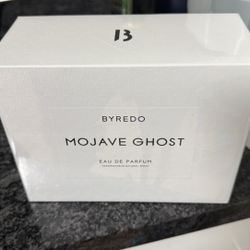 B
BYREDO
MOJAVE GHOST
EAU DE PARFUM